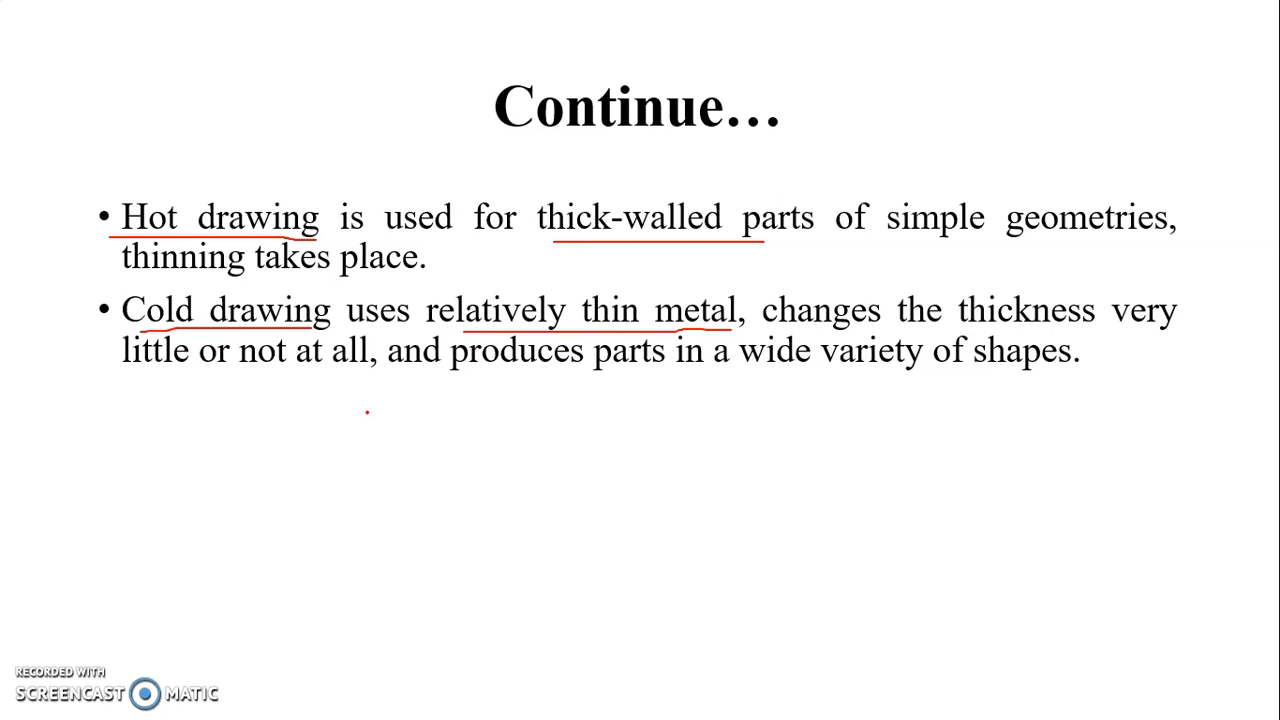 Continue…
• Hot drawing is used for thick-walled parts of simple geometries,
thinning takes place.
• Cold drawing uses relatively thin metal, changes the thickness very
little or not at all, and produces parts in a wide variety of shapes.
RECORDED WITH
SCREENCAST MATIC